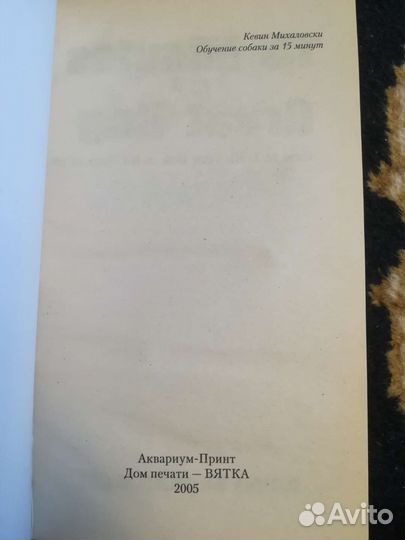 Кевин Михаловски
Обучение собаки за 15 минут
Аквариум-Принт
Дом печати — ВЯТКА
2005
Avito